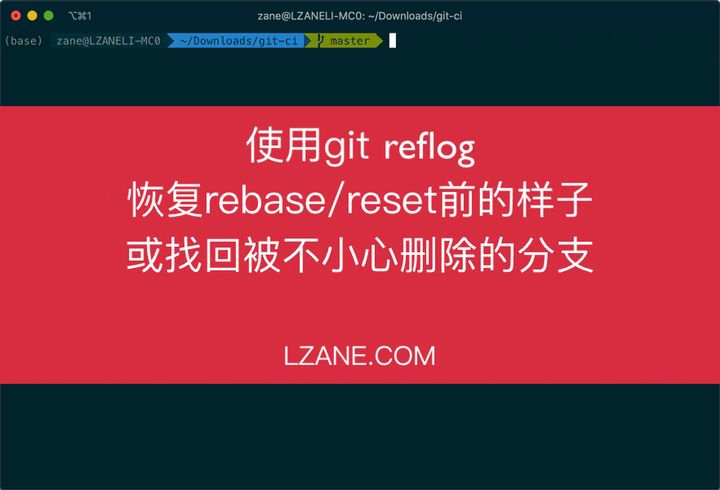 ⌥⌘1
zane@LZANELI-MC0: ~/Downloads/git-ci
(base) zane@LZANELI-MC0 ~/Downloads/git-ci master
使用git reflog
恢复rebase/reset前的样子
或找回被不小心删除的分支
LZANE.COM